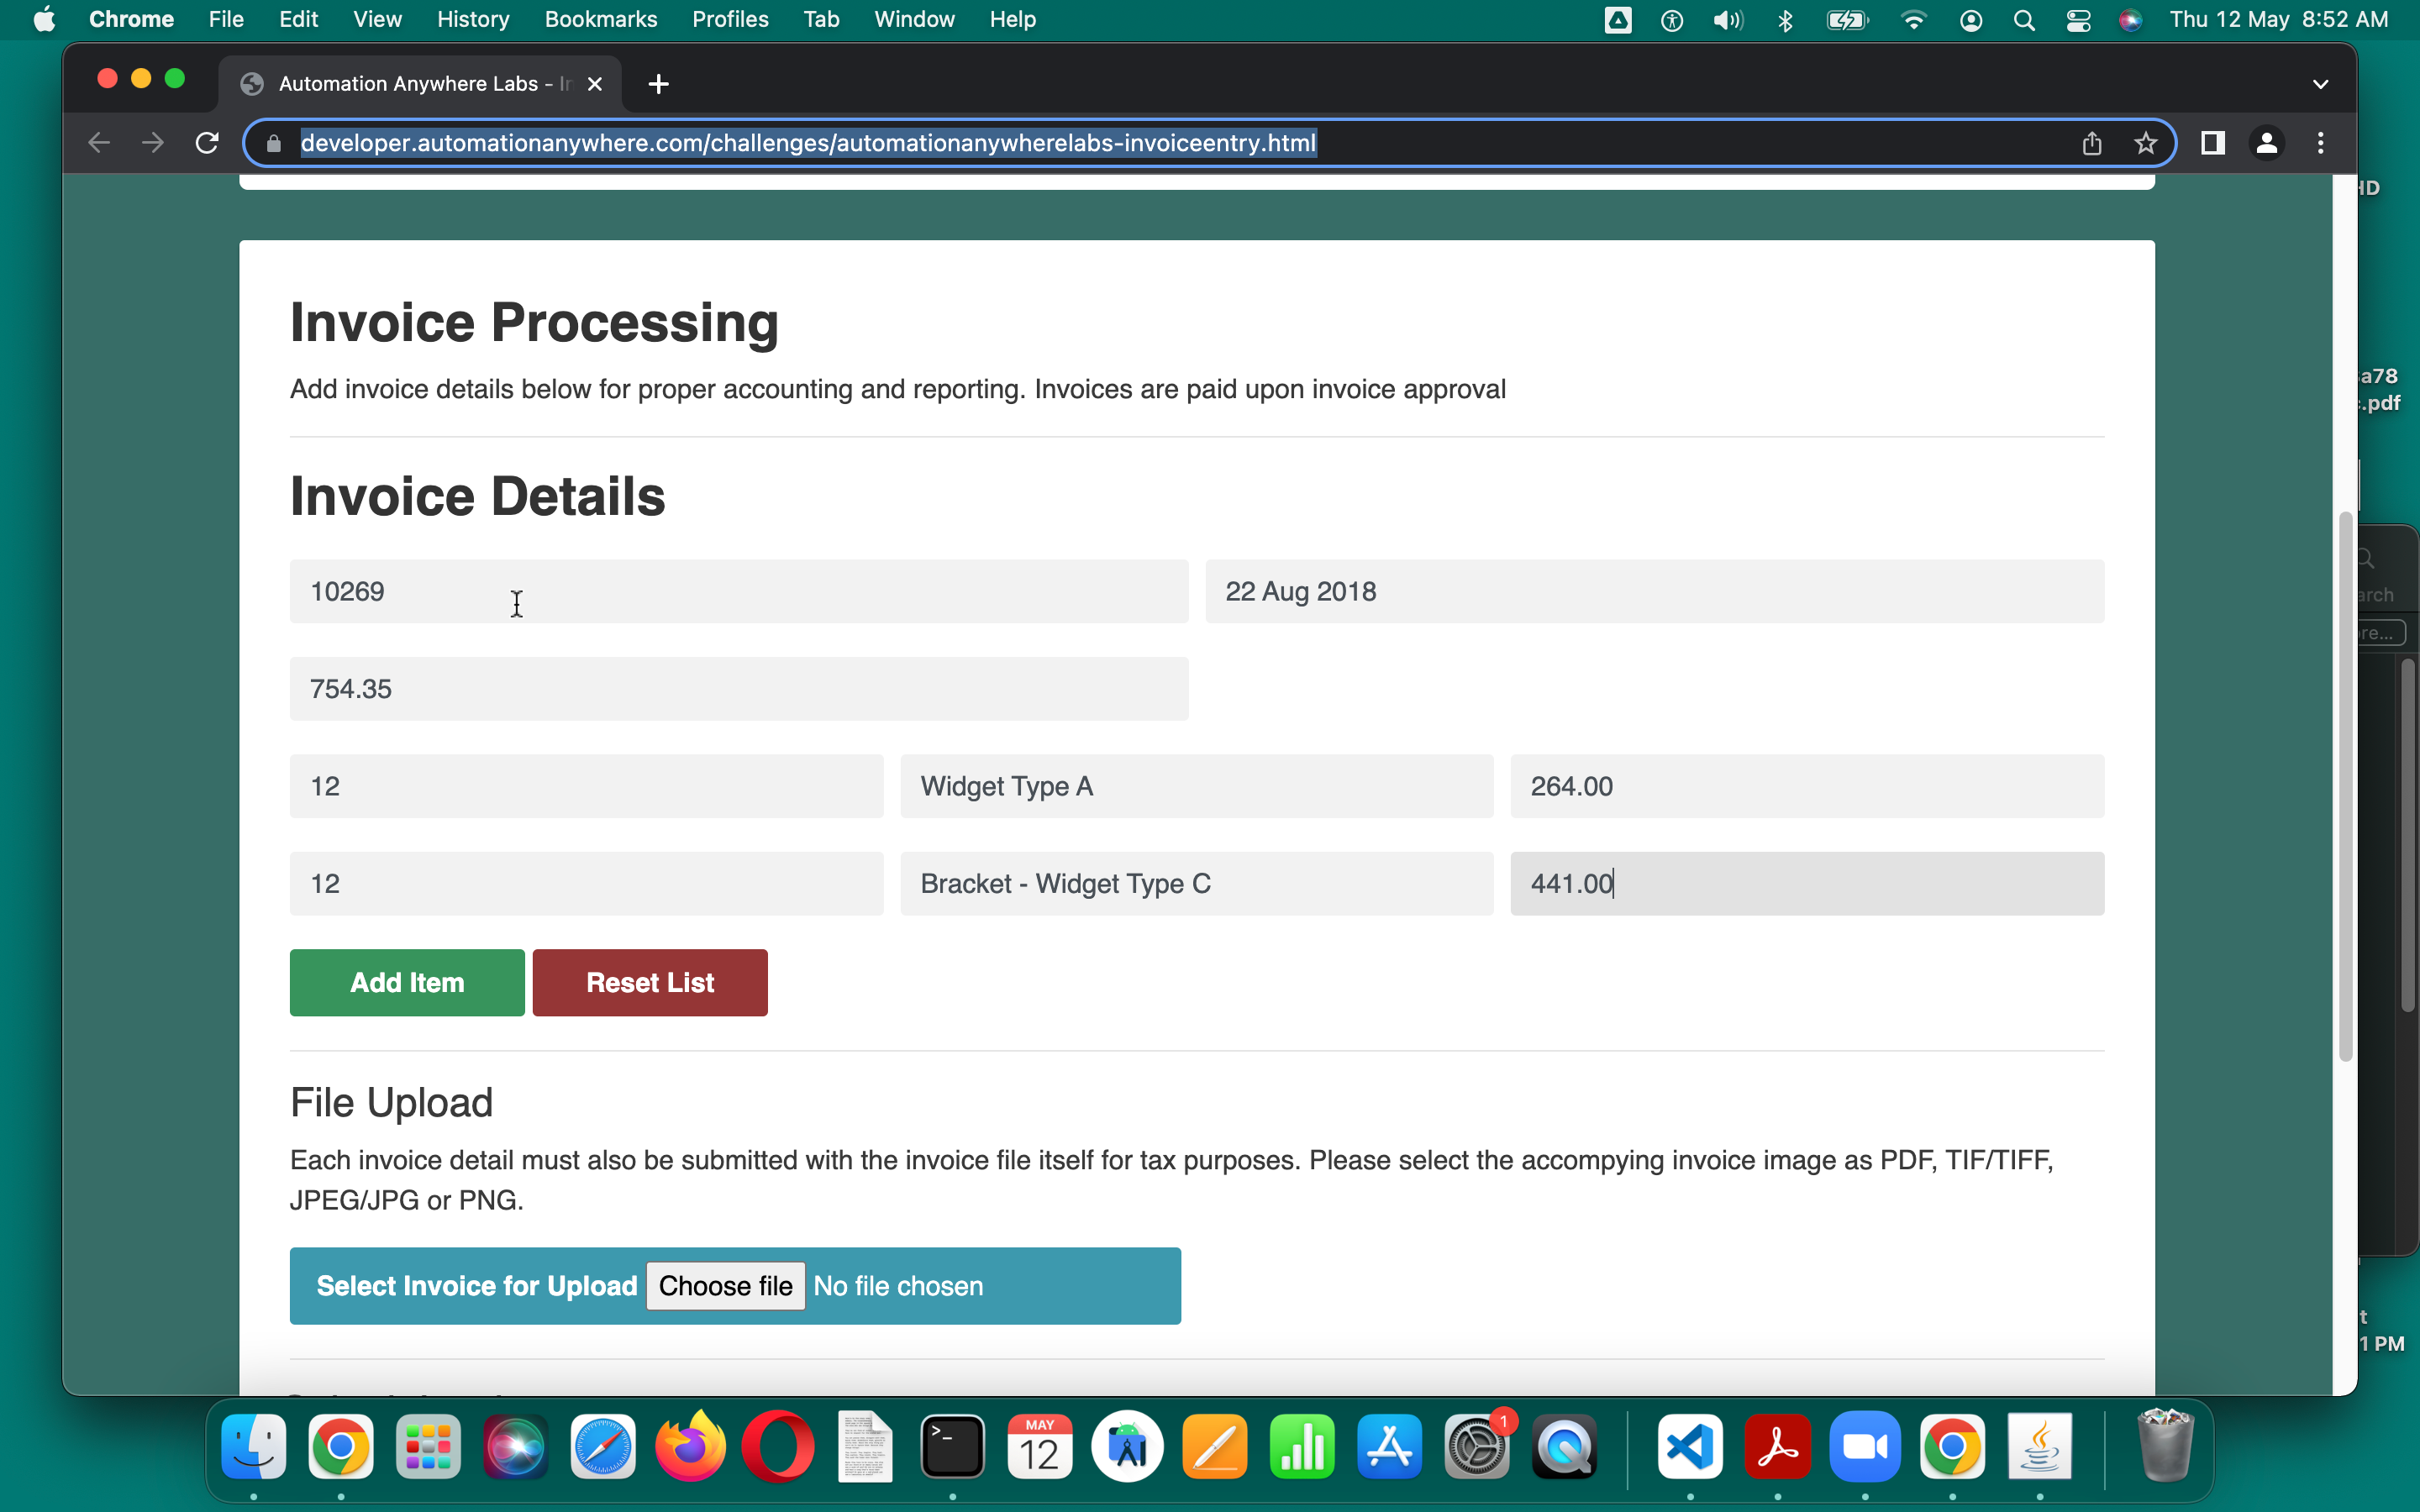 Chrome File Edit View History Bookmarks Profiles Tab Window Help Thu 12 May 8:52 AM
Automation Anywhere Labs - In
developer.automationanywhere.com/challenges/automationanywherelabs-invoiceentry.html
HD
a78
.pdf
Invoice Processing
Add invoice details below for proper accounting and reporting. Invoices are paid upon invoice approval
Invoice Details
10269 22 Aug 2018
arch
re...
754.35
12 Widget Type A 264.00
12 Bracket - Widget Type C 441.00
Add Item Reset List
File Upload
Each invoice detail must also be submitted with the invoice file itself for tax purposes. Please select the accompying invoice image as PDF, TIF/TIFF,
JPEG/JPG or PNG.
Select Invoice for Upload Choose file No file chosen
t
1 PM
MAY
12
1